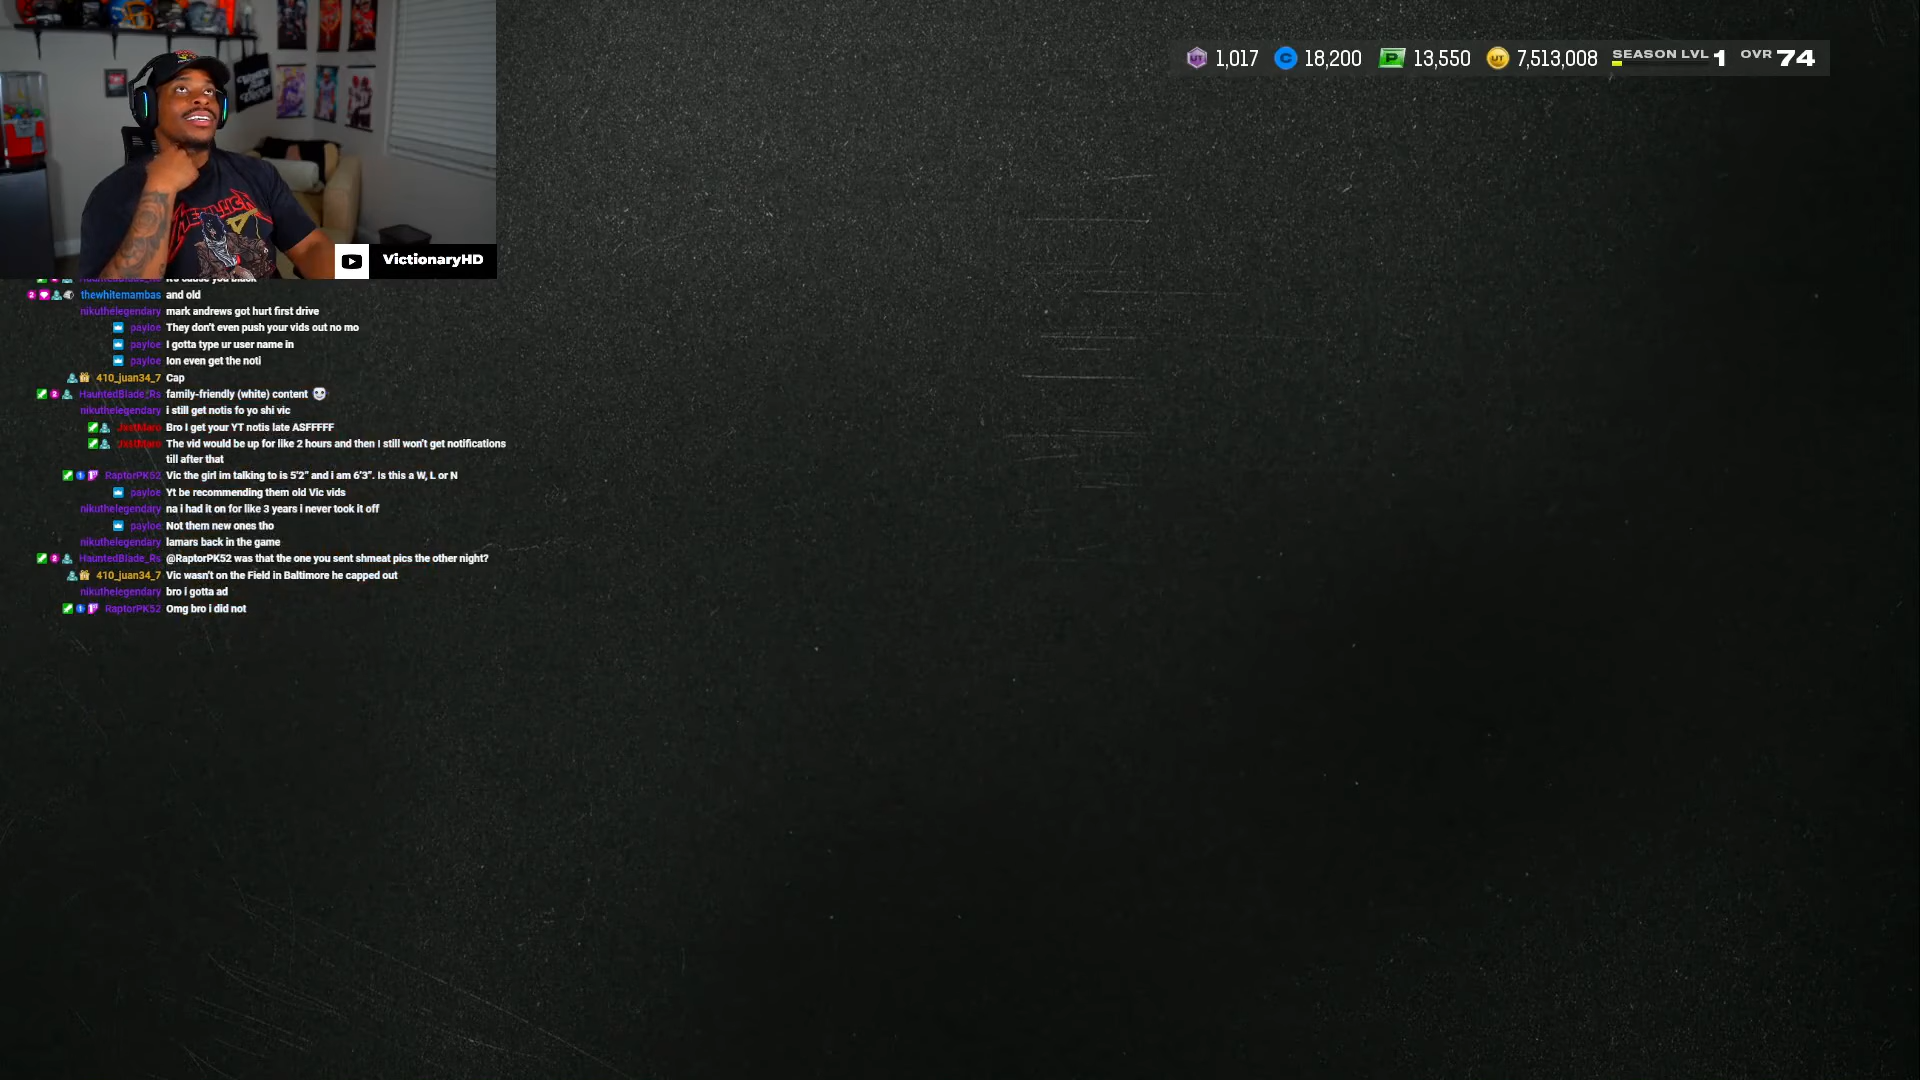 1,017 18,200 13,550 7,513,008 SEASON LVL 1 OVR 74
METALLICA
VictionaryHD
thewhitemambas and old
nikuthelegendary mark andrews got hurt first drive
payloe They don't even push your vids out no mo
payloe I gotta type ur user name in
payloe Ion even get the noti
410_juan34_7 Cap
HauntedBlade_Rs family-friendly (white) content
nikuthelegendary i still get notis fo yo shi vic
Bro I get your YT notis late ASFFFFF
The vid would be up for like 2 hours and then I still won't get notifications
till after that
RaptorPK52 Vic the girl im talking to is 5'2" and i am 6'3". Is this a W, L or N
payloe Yt be recommending them old Vic vids
nikuthelegendary na i had it on for like 3 years i never took it off
payloe Not them new ones tho
nikuthelegendary lamars back in the game
HauntedBlade_Rs @RaptorPK52 was that the one you sent shmeat pics the other night?
410_juan34_7 Vic wasn't on the Field in Baltimore he capped out
nikuthelegendary bro i gotta ad
RaptorPK52 Omg bro i did not